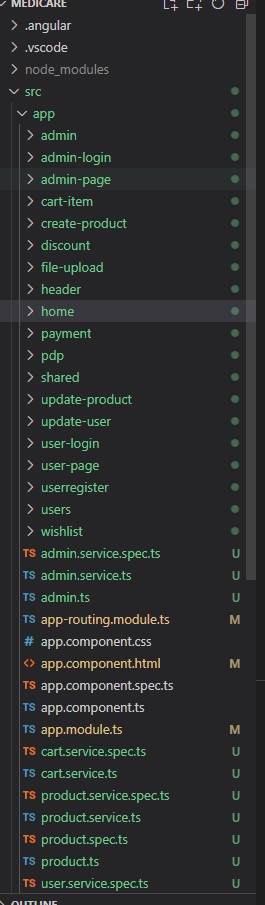 MEDICARE
.angular
.vscode
node_modules
src
app
admin
admin-login
admin-page
cart-item
create-product
discount
file-upload
header
home
payment
pdp
shared
update-product
update-user
user-login
user-page
userregister
users
wishlist
TS admin.service.spec.ts U
TS admin.service.ts U
TS admin.ts U
TS app-routing.module.ts M
# app.component.css
<> app.component.html M
TS app.component.spec.ts
TS app.component.ts
TS app.module.ts M
TS cart.service.spec.ts U
TS cart.service.ts U
TS product.service.spec.ts U
TS product.service.ts U
TS product.spec.ts U
TS product.ts U
TS user.service.spec.ts U
OUTLINE